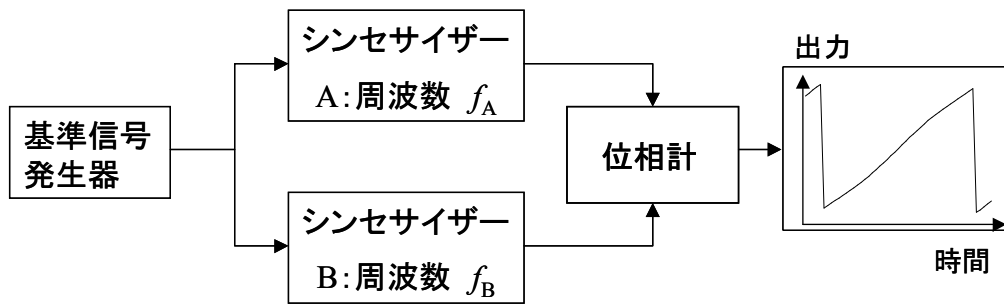 基準信号
発生器
シンセサイザー
A:周波数 fA
シンセサイザー
B:周波数 fB
位相計
出力
時間